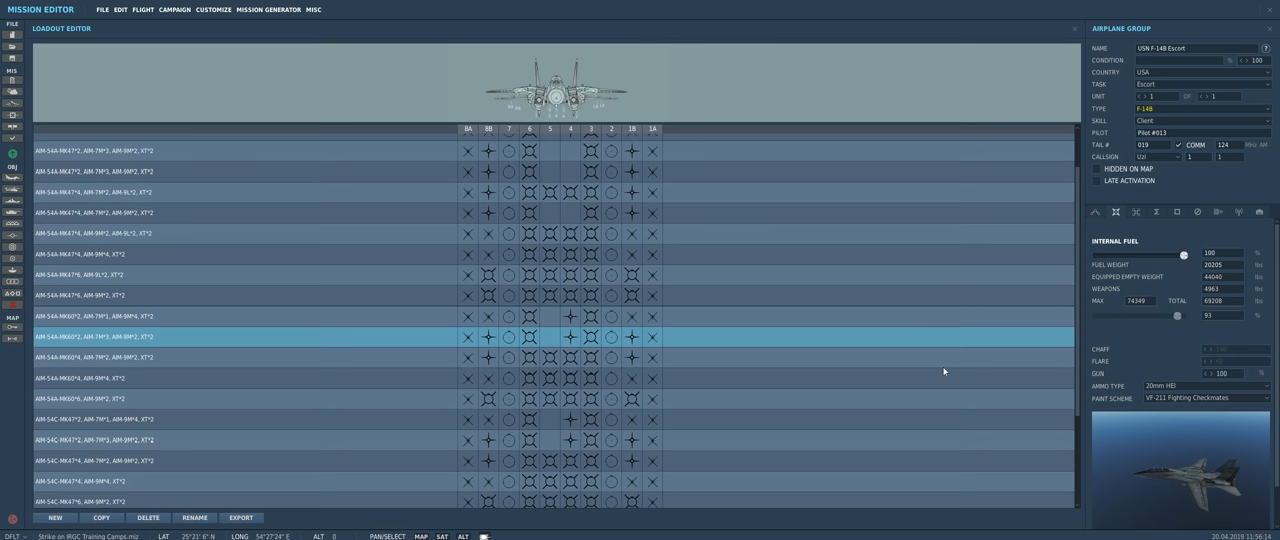 MISSION EDITOR FILE EDIT FLIGHT CAMPAIGN CUSTOMIZE MISSION GENERATOR MISC
FILE
MIS
OBJ
MAP
LOADOUT EDITOR
8A 8B 7 6 5 4 3 2 1B 1A
AIM-54A-MK47*2, AIM-7M*3, AIM-9M*2, XT*2
AIM-54A-MK47*2, AIM-7M*3, AIM-9M*2, XT*2
AIM-54A-MK47*4, AIM-7M*2, AIM-9L*2, XT*2
AIM-54A-MK47*4, AIM-7M*2, AIM-9M*2, XT*2
AIM-54A-MK47*4, AIM-9M*2, AIM-9L*2, XT*2
AIM-54A-MK47*4, AIM-9M*4, XT*2
AIM-54A-MK47*6, AIM-9L*2, XT*2
AIM-54A-MK47*6, AIM-9M*2, XT*2
AIM-54A-MK60*2, AIM-7M*1, AIM-9M*4, XT*2
AIM-54A-MK60*2, AIM-7M*3, AIM-9M*2, XT*2
AIM-54A-MK60*4, AIM-7M*2, AIM-9M*2, XT*2
AIM-54A-MK60*4, AIM-9M*4, XT*2
AIM-54A-MK60*6, AIM-9M*2, XT*2
AIM-54C-MK47*2, AIM-7M*1, AIM-9M*4, XT*2
AIM-54C-MK47*2, AIM-7M*3, AIM-9M*2, XT*2
AIM-54C-MK47*4, AIM-7M*2, AIM-9M*2, XT*2
AIM-54C-MK47*4, AIM-9M*4, XT*2
AIM-54C-MK47*6, AIM-9M*2, XT*2
NEW COPY DELETE RENAME EXPORT
AIRPLANE GROUP
NAME USN F-14B Escort ?
CONDITION % < > 100
COUNTRY USA
TASK Escort
UNIT < > 1 OF < > 1
TYPE F-14B
SKILL Client
PILOT Pilot #013
TAIL # 019 COMM 124 MHz AM
CALLSIGN Uzi 1 1
HIDDEN ON MAP
LATE ACTIVATION
INTERNAL FUEL
100 %
FUEL WEIGHT 20205 lbs
EQUIPPED EMPTY WEIGHT 44040 lbs
WEAPONS 4963 lbs
MAX 74349 TOTAL 69208 lbs
93 %
CHAFF < > 140
FLARE < >
GUN < > 100 %
AMMO TYPE 20mm HEI
PAINT SCHEME VF-211 Fighting Checkmates
DFLT Strike on IRGC Training Camps.miz LAT 25°21' 6" N LONG 54°27'24" E ALT 0 PAN/SELECT MAP SAT ALT 20.04.2019 11:56:14